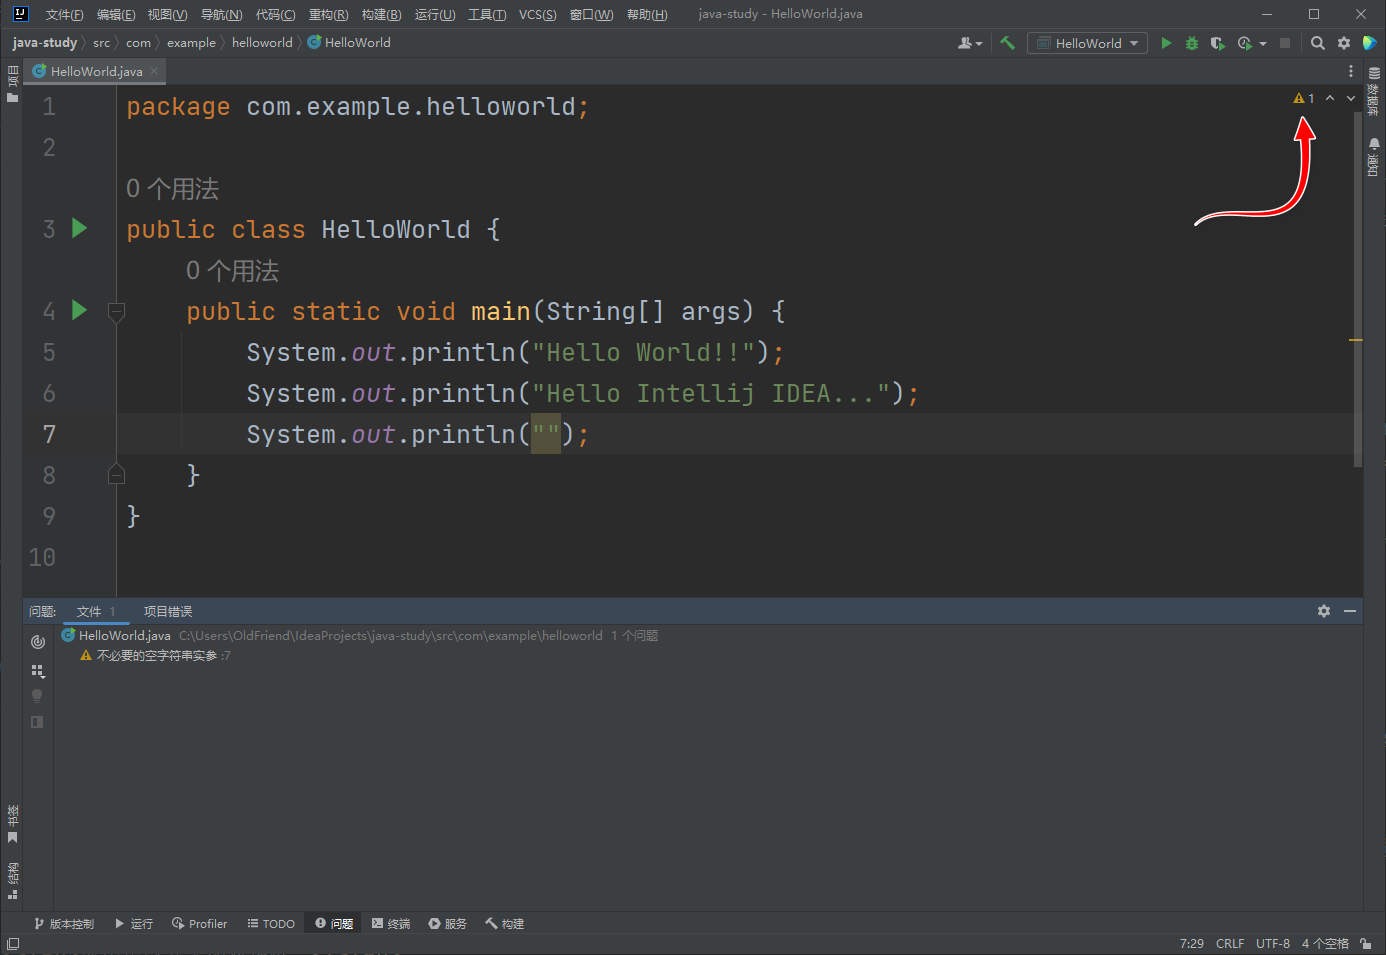 文件(F) 编辑(E) 视图(V) 导航(N) 代码(C) 重构(R) 构建(B) 运行(U) 工具(T) VCS(S) 窗口(W) 帮助(H) java-study - HelloWorld.java
java-study src com example helloworld HelloWorld
HelloWorld
项目
HelloWorld.java
数据库
通知
1
1 package com.example.helloworld;
2
0 个用法
3 public class HelloWorld {
0 个用法
4 public static void main(String[] args) {
5 System.out.println("Hello World!!");
6 System.out.println("Hello Intellij IDEA...");
7 System.out.println("");
8 }
9 }
10
问题: 文件 1 项目错误
HelloWorld.java C:\Users\OldFriend\IdeaProjects\java-study\src\com\example\helloworld 1 个问题
不必要的空字符串实参 :7
书签
结构
版本控制 运行 Profiler TODO 问题 终端 服务 构建
7:29 CRLF UTF-8 4 个空格